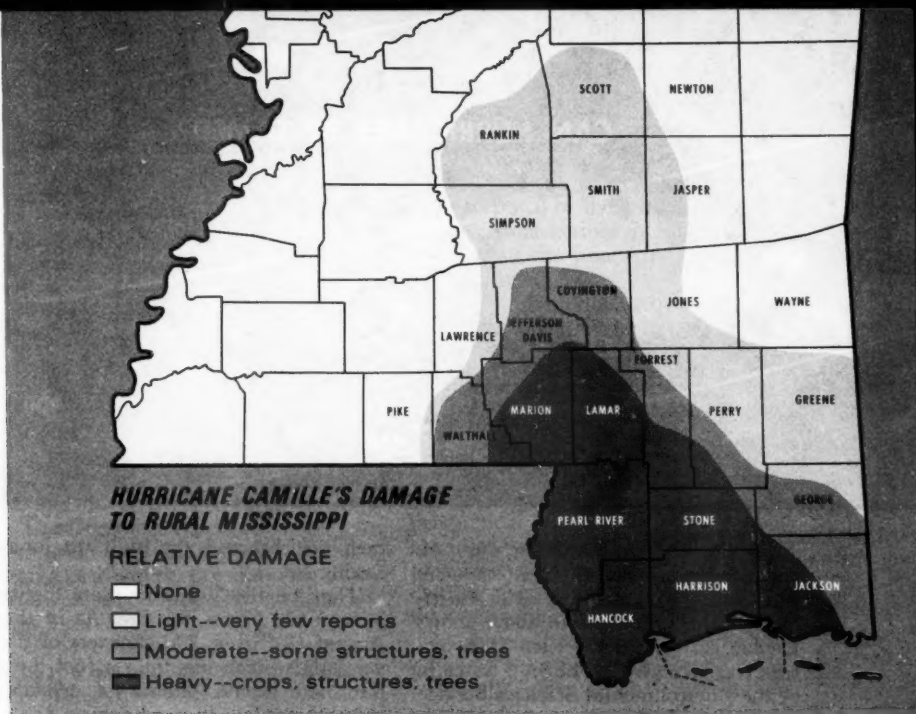 SCOTT
NEWTON
RANKIN
SMITH
JASPER
SIMPSON
COVINGTON
JONES
WAYNE
LAWRENCE
JEFFERSON
DAVIS
FORREST
PIKE
MARION
LAMAR
PERRY
GREENE
WALTHALL
HURRICANE CAMILLE'S DAMAGE
TO RURAL MISSISSIPPI
GEORGE
PEARL RIVER
STONE
RELATIVE DAMAGE
None
HARRISON
JACKSON
Light--very few reports
HANCOCK
Moderate--some structures, trees
Heavy--crops, structures, trees